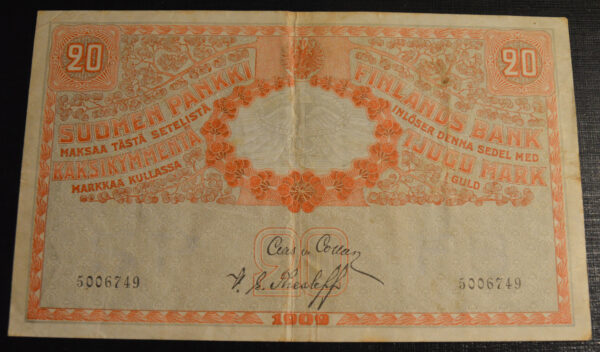 20
20
SUOMEN PANKKI
MAKSAA TÄSTÄ SETELISTÄ
KAKSIKYMMENTÄ
MARKKAA KULLASSA
FINLANDS BANK
INLÖSER DENNA SEDEL MED
TJUGO MARK
I GULD
20
5006749
5006749
1909